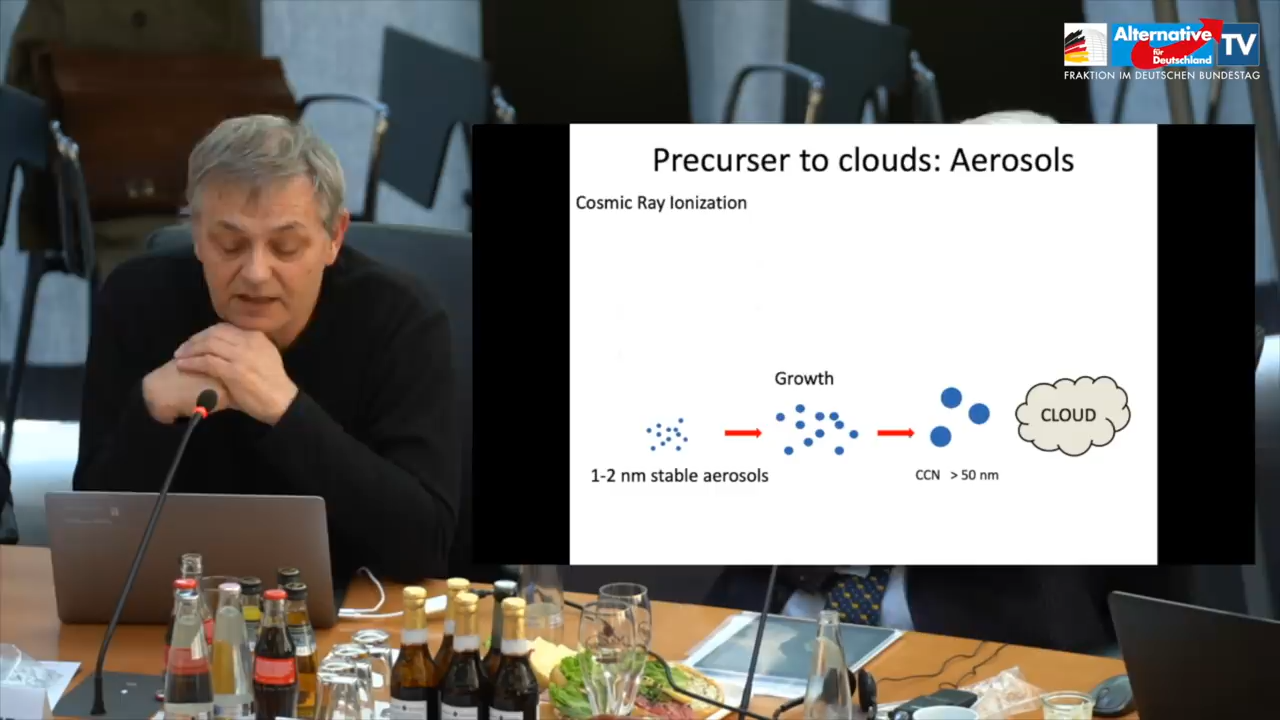 Alternative
für
Deutschland
TV
FRAKTION IM DEUTSCHEN BUNDESTAG
Precurser to clouds: Aerosols
Cosmic Ray Ionization
Growth
CLOUD
1-2 nm stable aerosols
CCN > 50 nm